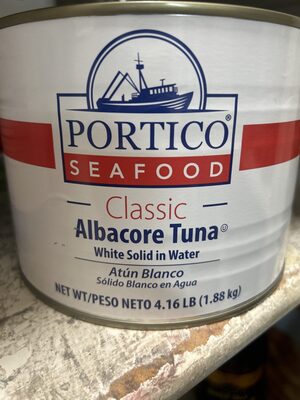 PORTICO®
SEAFOOD
Classic
Albacore Tuna
White Solid in Water
Atún Blanco
Sólido Blanco en Agua
NET WT/PESO NETO 4.16 LB (1.88 kg)